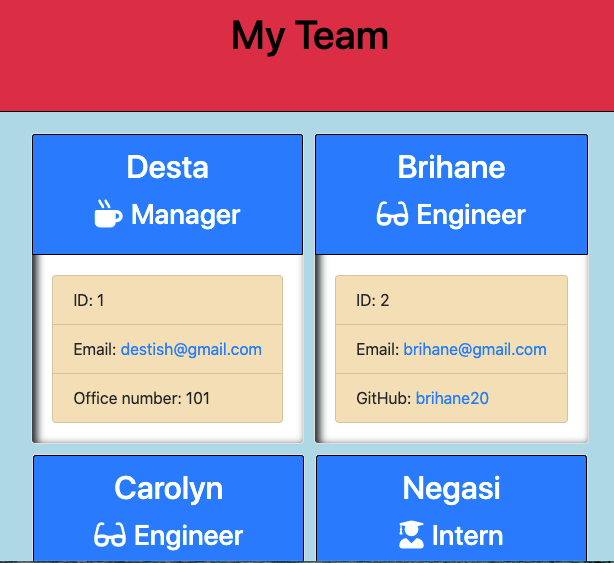 My Team
Desta
Manager
ID: 1
Email: destish@gmail.com
Office number: 101
Brihane
Engineer
ID: 2
Email: brihane@gmail.com
GitHub: brihane20
Carolyn
Engineer
Negasi
Intern